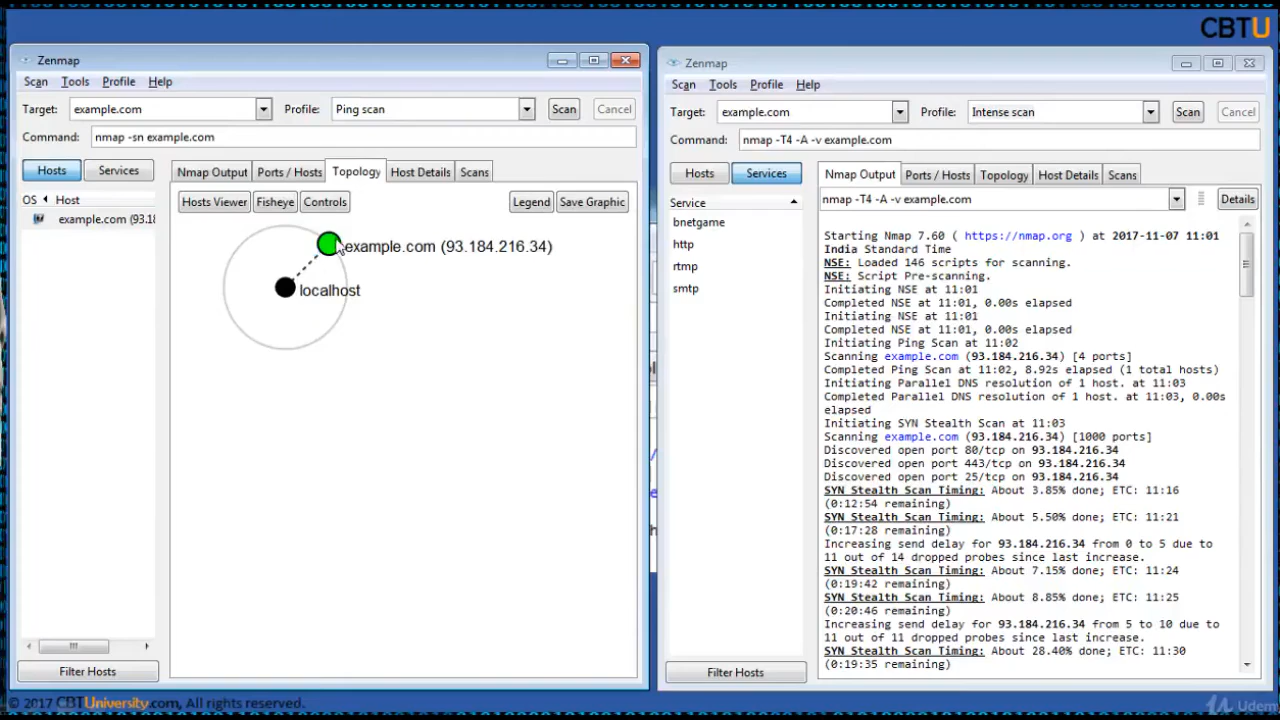 CBTU
Zenmap
Scan Tools Profile Help
Target: example.com Profile: Ping scan Scan Cancel
Command: nmap -sn example.com
Hosts Services
Nmap Output Ports / Hosts Topology Host Details Scans
OS Host
example.com (93.18
Hosts Viewer Fisheye Controls Legend Save Graphic
example.com (93.184.216.34)
localhost
Filter Hosts
Zenmap
Scan Tools Profile Help
Target: example.com Profile: Intense scan Scan Cancel
Command: nmap -T4 -A -v example.com
Hosts Services
Nmap Output Ports / Hosts Topology Host Details Scans
Service
bnetgame
http
rtmp
smtp
Filter Hosts
nmap -T4 -A -v example.com Details
Starting Nmap 7.60 ( https://nmap.org ) at 2017-11-07 11:01
India Standard Time
NSE: Loaded 146 scripts for scanning.
NSE: Script Pre-scanning.
Initiating NSE at 11:01
Completed NSE at 11:01, 0.00s elapsed
Initiating NSE at 11:01
Completed NSE at 11:01, 0.00s elapsed
Initiating Ping Scan at 11:02
Scanning example.com (93.184.216.34) [4 ports]
Completed Ping Scan at 11:02, 8.92s elapsed (1 total hosts)
Initiating Parallel DNS resolution of 1 host. at 11:03
Completed Parallel DNS resolution of 1 host. at 11:03, 0.00s
elapsed
Initiating SYN Stealth Scan at 11:03
Scanning example.com (93.184.216.34) [1000 ports]
Discovered open port 80/tcp on 93.184.216.34
Discovered open port 443/tcp on 93.184.216.34
Discovered open port 25/tcp on 93.184.216.34
SYN Stealth Scan Timing: About 3.85% done; ETC: 11:16
(0:12:54 remaining)
SYN Stealth Scan Timing: About 5.50% done; ETC: 11:21
(0:17:28 remaining)
Increasing send delay for 93.184.216.34 from 0 to 5 due to
11 out of 14 dropped probes since last increase.
SYN Stealth Scan Timing: About 7.15% done; ETC: 11:24
(0:19:42 remaining)
SYN Stealth Scan Timing: About 8.85% done; ETC: 11:25
(0:20:46 remaining)
Increasing send delay for 93.184.216.34 from 5 to 10 due to
11 out of 11 dropped probes since last increase.
SYN Stealth Scan Timing: About 28.40% done; ETC: 11:30
(0:19:35 remaining)
© 2017 CBTUniversity.com, All rights reserved.
Udem